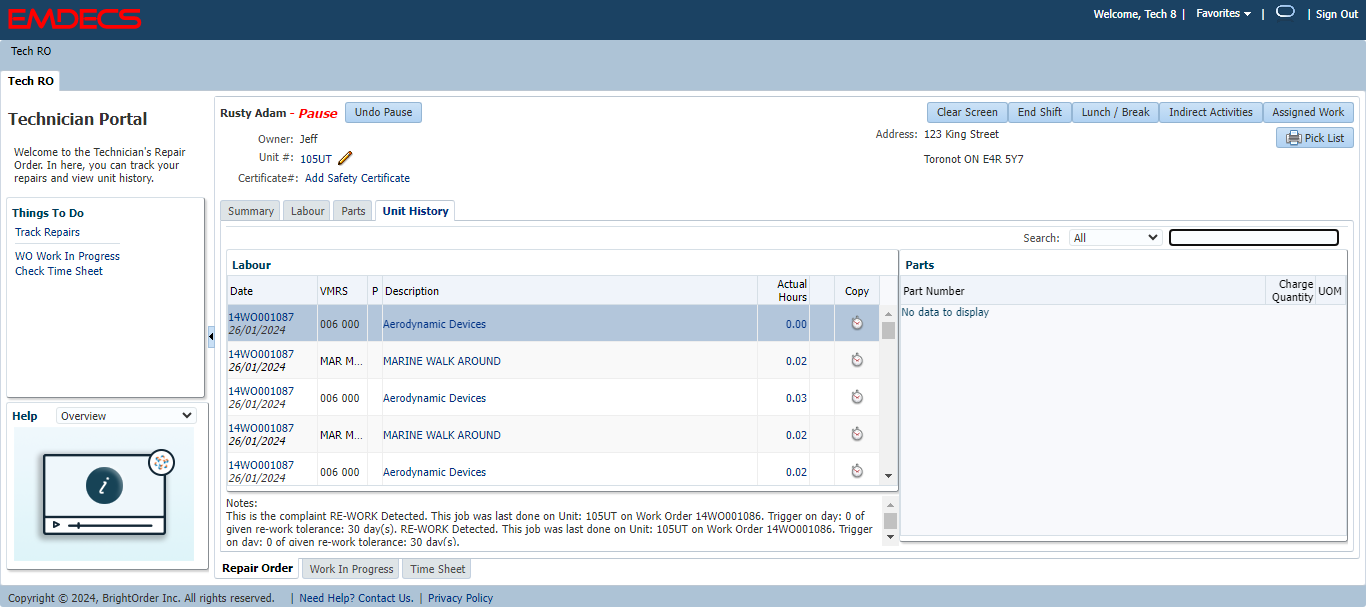 EMDECS
Welcome, Tech 8 | Favorites | | Sign Out
Tech RO
Tech RO
Technician Portal
Welcome to the Technician's Repair
Order. In here, you can track your
repairs and view unit history.
Things To Do
Track Repairs
WO Work In Progress
Check Time Sheet
Help Overview
i
Rusty Adam - Pause Undo Pause
Clear Screen End Shift Lunch / Break Indirect Activities Assigned Work
Owner: Jeff
Unit #: 105UT
Certificate#: Add Safety Certificate
Address: 123 King Street
Pick List
Toronot ON E4R 5Y7
Summary Labour Parts Unit History
Search: All
Labour
Date VMRS P Description Actual Hours Copy
14WO001087
26/01/2024 006 000 Aerodynamic Devices 0.00
14WO001087
26/01/2024 MAR M... MARINE WALK AROUND 0.02
14WO001087
26/01/2024 006 000 Aerodynamic Devices 0.03
14WO001087
26/01/2024 MAR M... MARINE WALK AROUND 0.02
14WO001087
26/01/2024 006 000 Aerodynamic Devices 0.02
Notes:
This is the complaint RE-WORK Detected. This job was last done on Unit: 105UT on Work Order 14WO001086. Trigger on day: 0 of
given re-work tolerance: 30 day(s). RE-WORK Detected. This job was last done on Unit: 105UT on Work Order 14WO001086. Trigger
on day: 0 of given re-work tolerance: 30 day(s).
Parts
Part Number Charge Quantity UOM
No data to display
Repair Order Work In Progress Time Sheet
Copyright © 2024, BrightOrder Inc. All rights reserved. | Need Help? Contact Us. | Privacy Policy